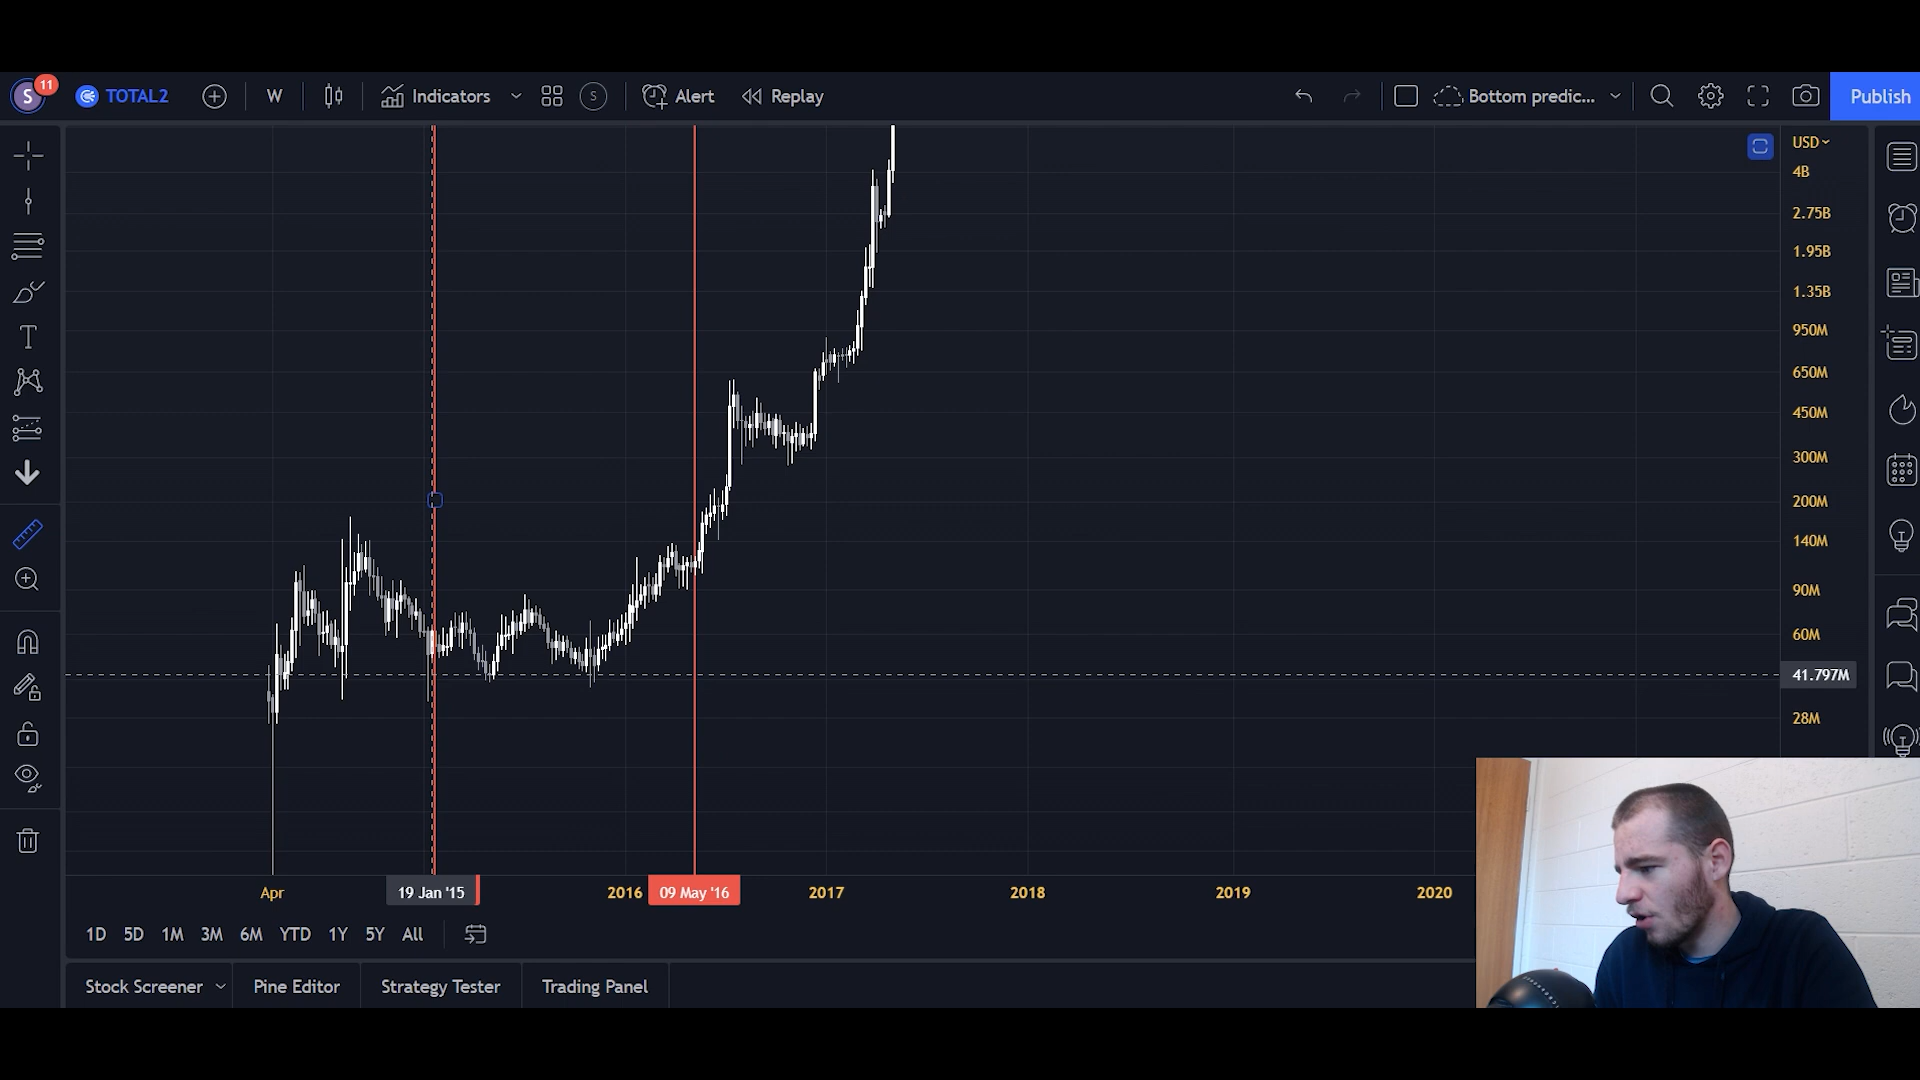 S 11 TOTAL2 W Indicators S Alert Replay Bottom predic... Publish
USD
4B
2.75B
1.95B
1.35B
950M
650M
450M
300M
200M
140M
90M
60M
41.797M
28M
Apr 19 Jan '15 2016 09 May '16 2017 2018 2019 2020
1D 5D 1M 3M 6M YTD 1Y 5Y All
Stock Screener Pine Editor Strategy Tester Trading Panel